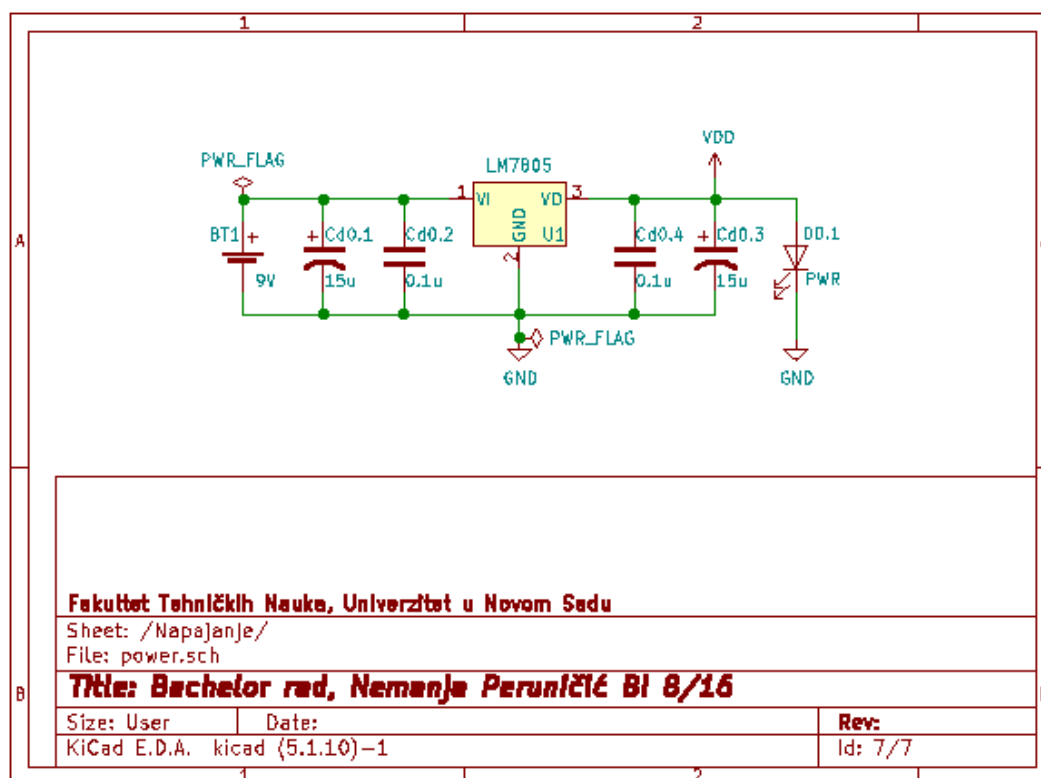 1 2
VDD
PWR_FLAG
LM7805
1 VI VO 3
GND
U1
2
A
BT1 +
9V
+ Cd0.1
15u
Cd0.2
0.1u
Cd0.4
0.1u
+ Cd0.3
15u
DD.1
PWR
PWR_FLAG
GND
GND
Fakultet Tehničkih Nauka, Univerzitet u Novom Sadu
Sheet: /Napajanje/
File: power.sch
Title: Bachelor rad, Nemanja Peruničić BI 8/16
B
Size: User Date: Rev:
KiCad E.D.A. kicad (5.1.10)-1 Id: 7/7
1 2